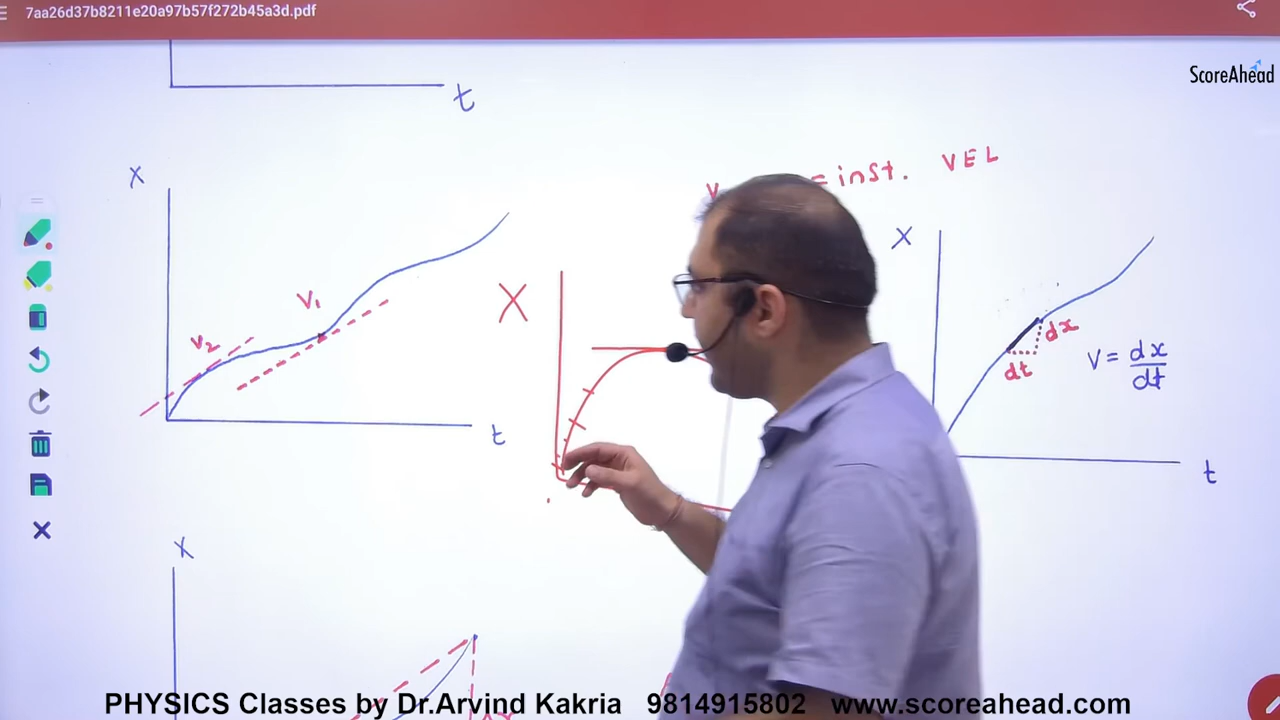 7aa26d37b8211e20a97b57f272b45a3d.pdf
ScoreAhead
t
X
V1
V2
t
X
= inst. VEL
X
dx
dt
V = dx/dt
t
X
PHYSICS Classes by Dr.Arvind Kakria 9814915802 www.scoreahead.com